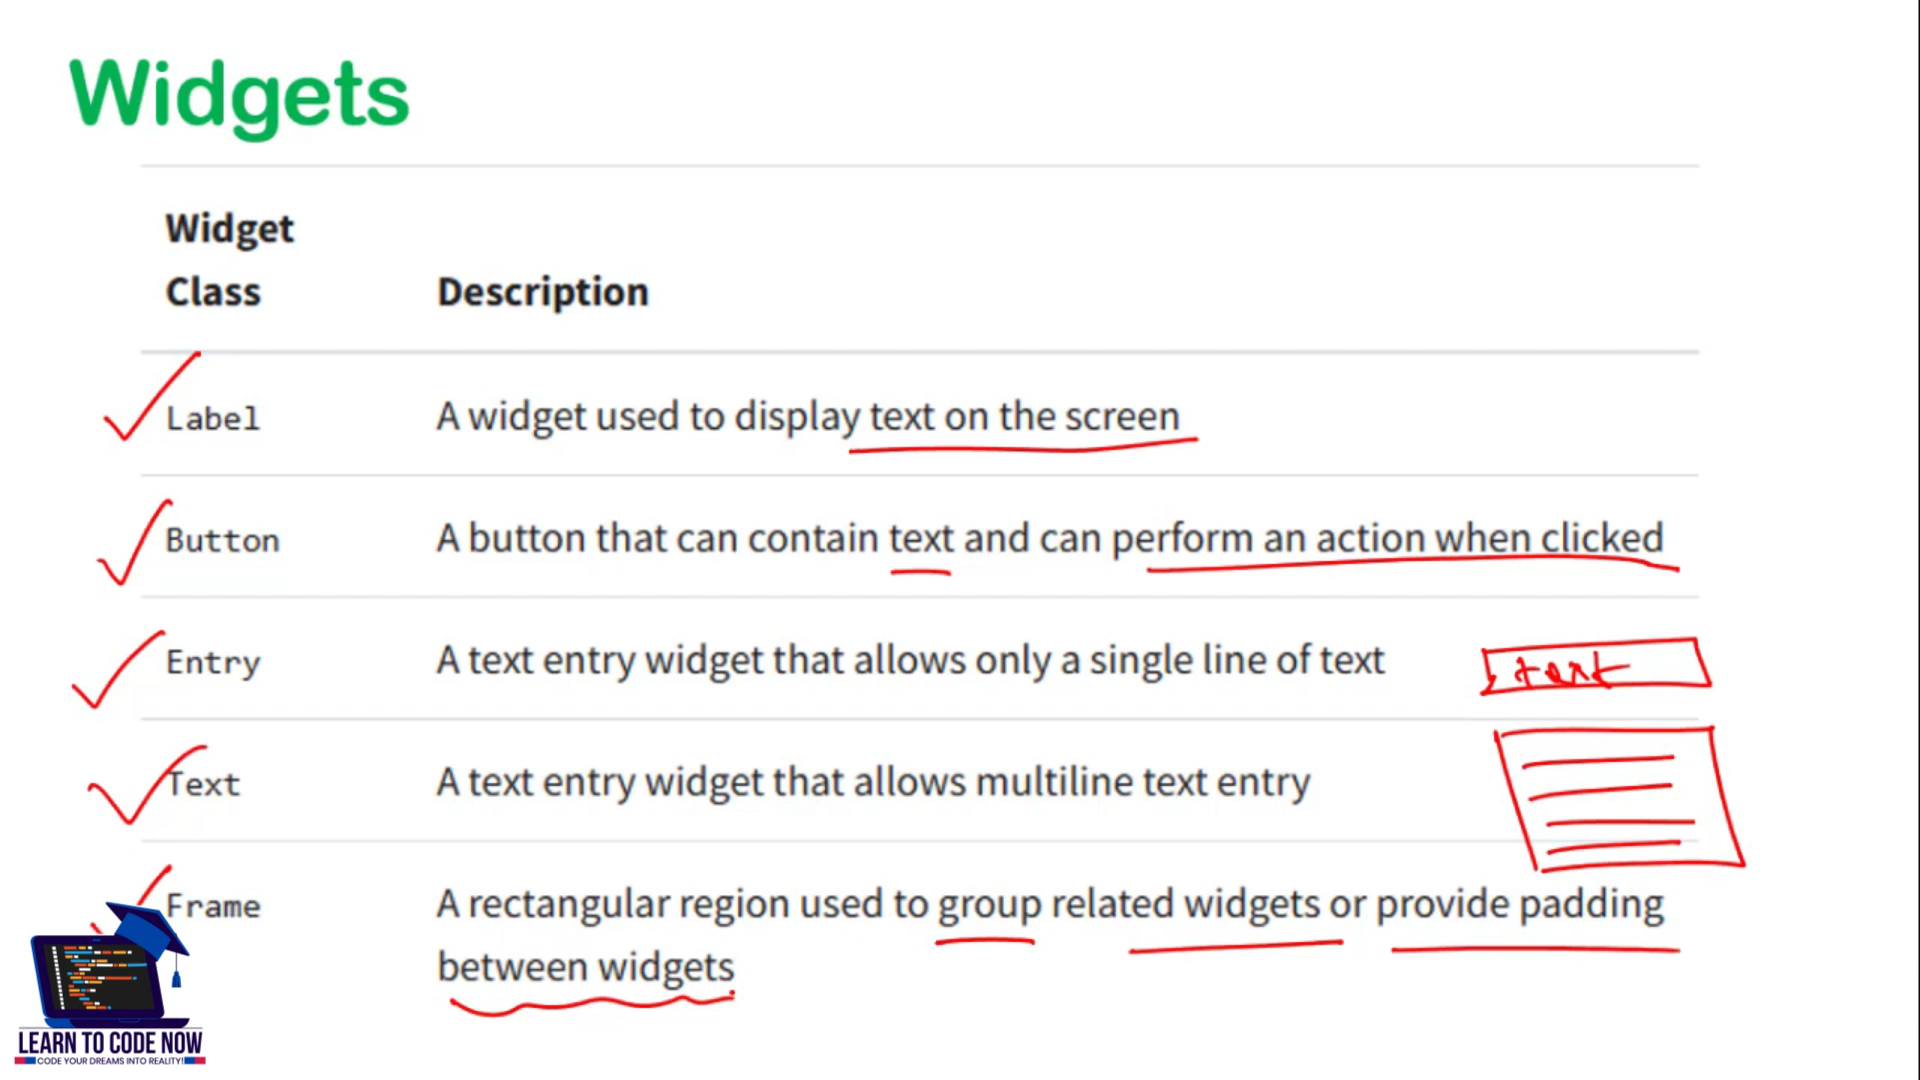 Widgets
Widget
Class Description
Label A widget used to display text on the screen
Button A button that can contain text and can perform an action when clicked
Entry A text entry widget that allows only a single line of text
text
Text A text entry widget that allows multiline text entry
Frame A rectangular region used to group related widgets or provide padding
between widgets
LEARN TO CODE NOW
CODE YOUR DREAMS INTO REALITY!